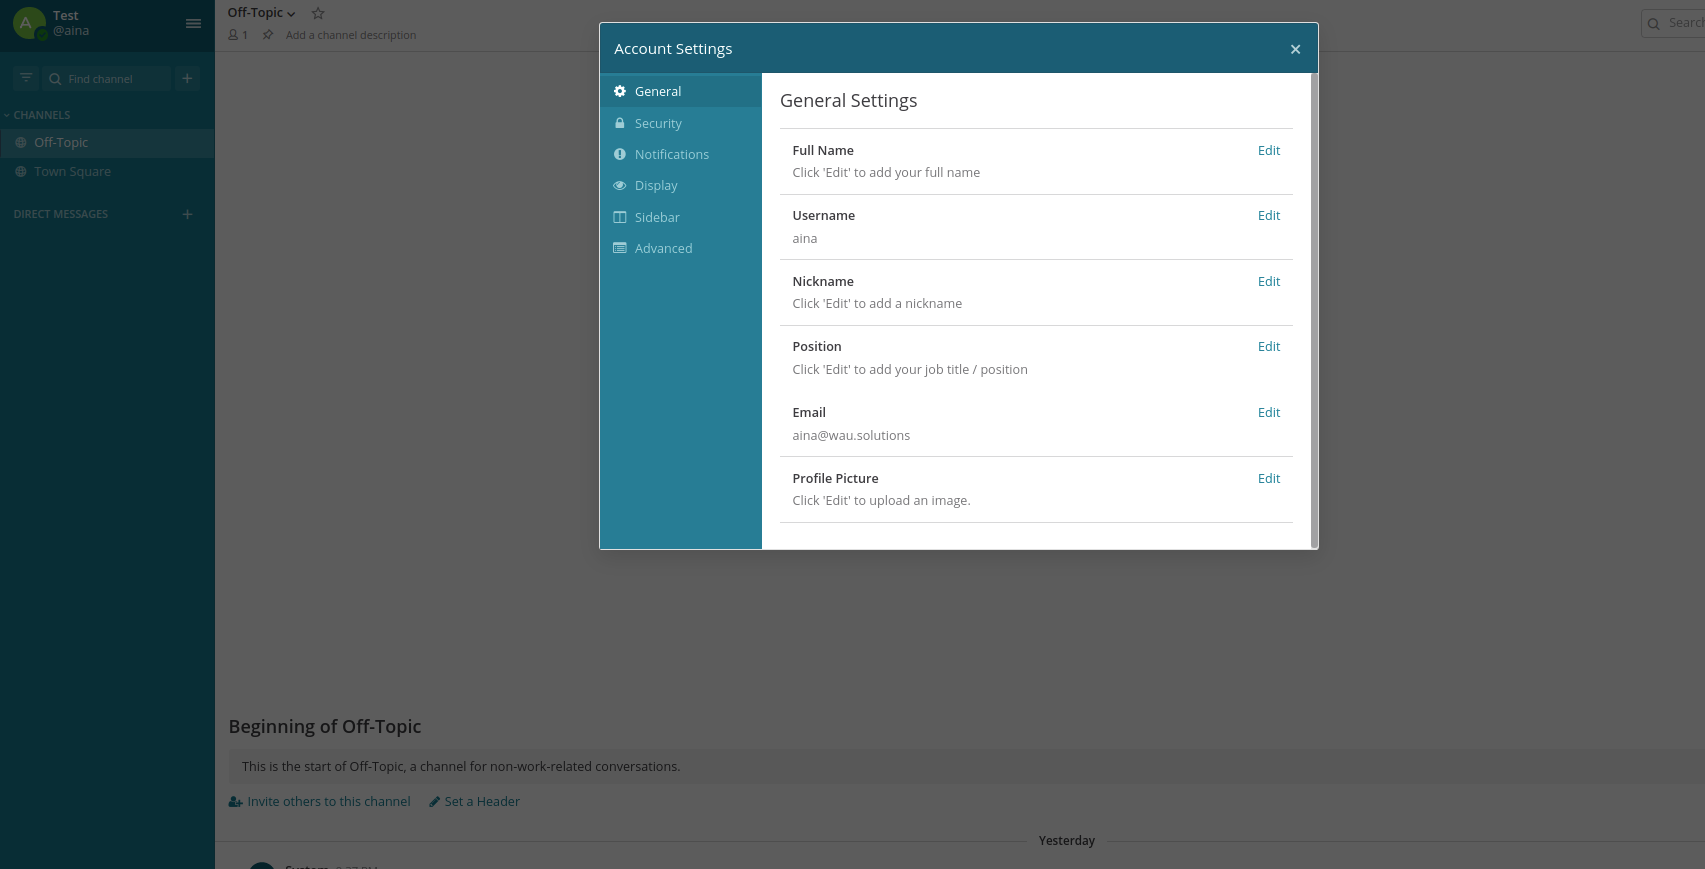 A
Test
@aina
Find channel
CHANNELS
Off-Topic
Town Square
DIRECT MESSAGES
Off-Topic
1
Add a channel description
Account Settings
General
Security
Notifications
Display
Sidebar
Advanced
General Settings
Full Name Edit
Click 'Edit' to add your full name
Username Edit
aina
Nickname Edit
Click 'Edit' to add a nickname
Position Edit
Click 'Edit' to add your job title / position
Email Edit
aina@wau.solutions
Profile Picture Edit
Click 'Edit' to upload an image.
Beginning of Off-Topic
This is the start of Off-Topic, a channel for non-work-related conversations.
Invite others to this channel Set a Header
Yesterday